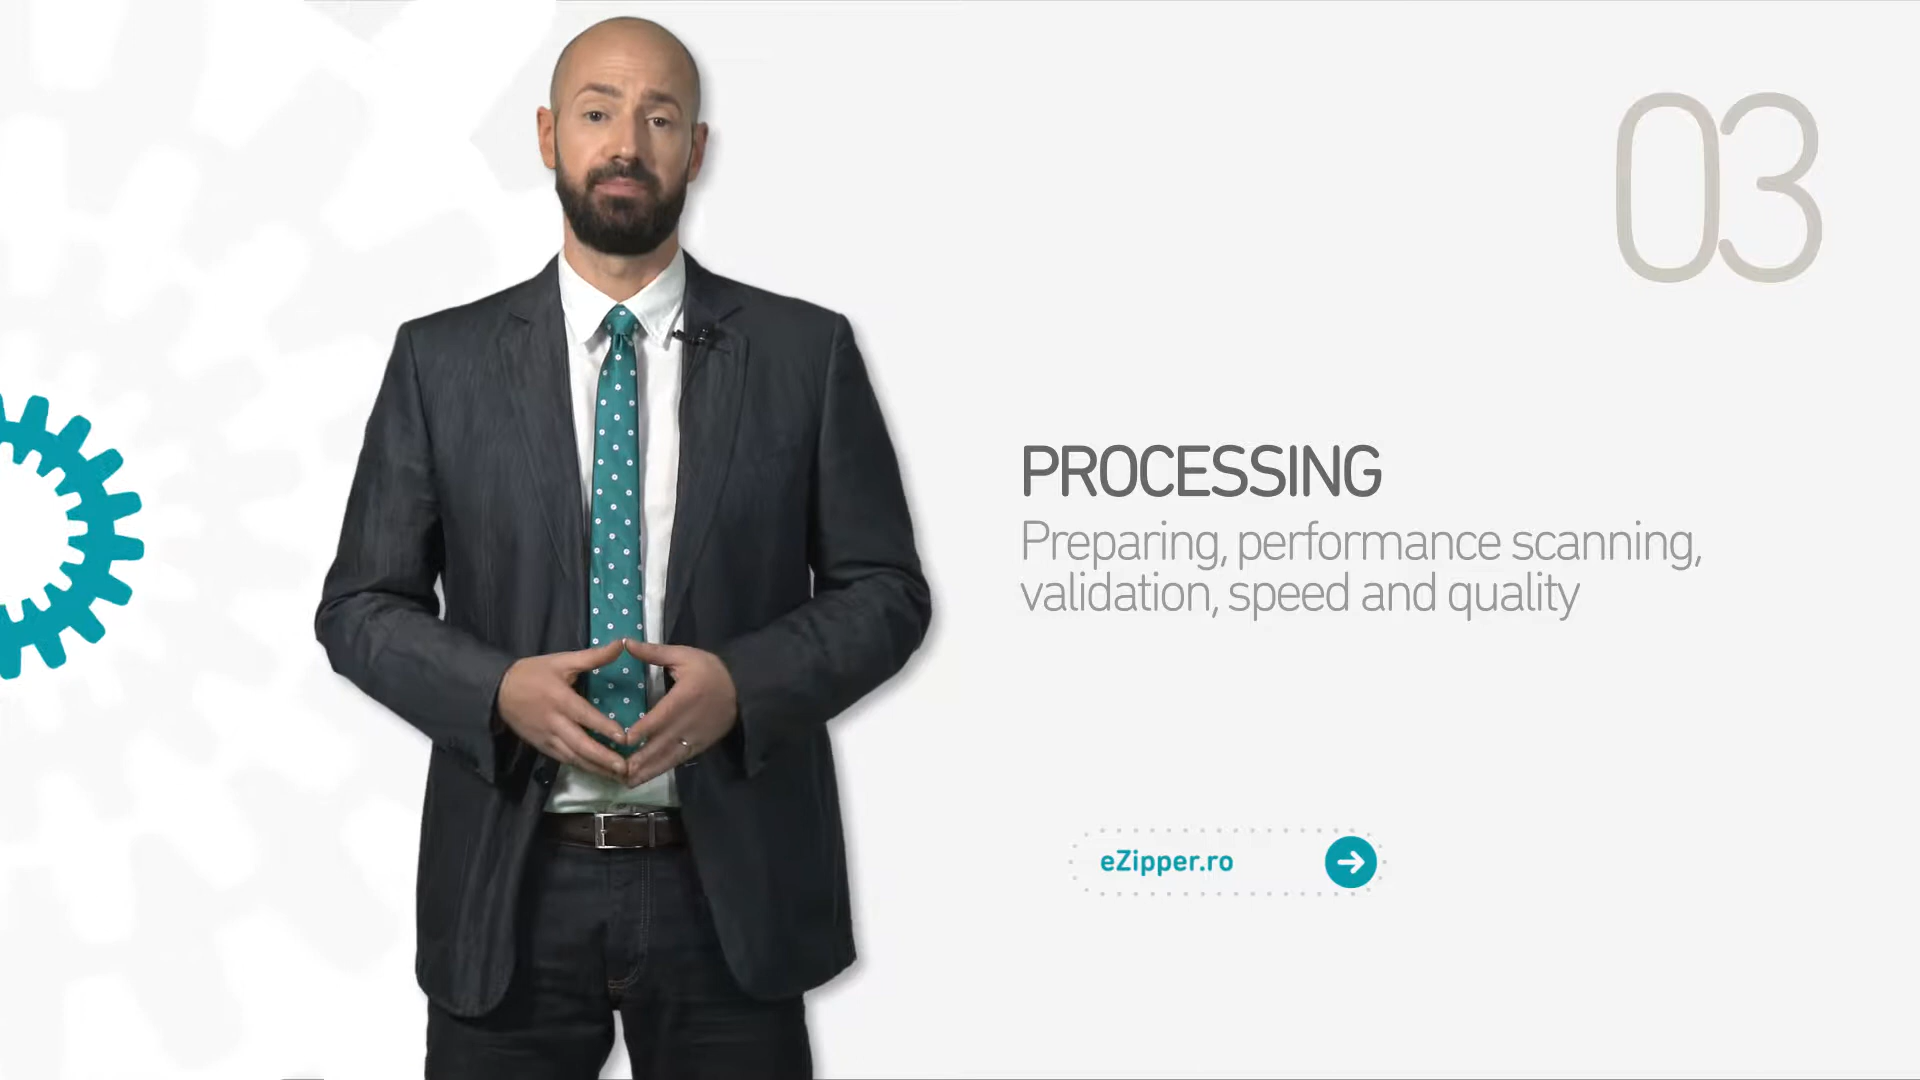 03
PROCESSING
Preparing, performance scanning,
validation, speed and quality
eZipper.ro